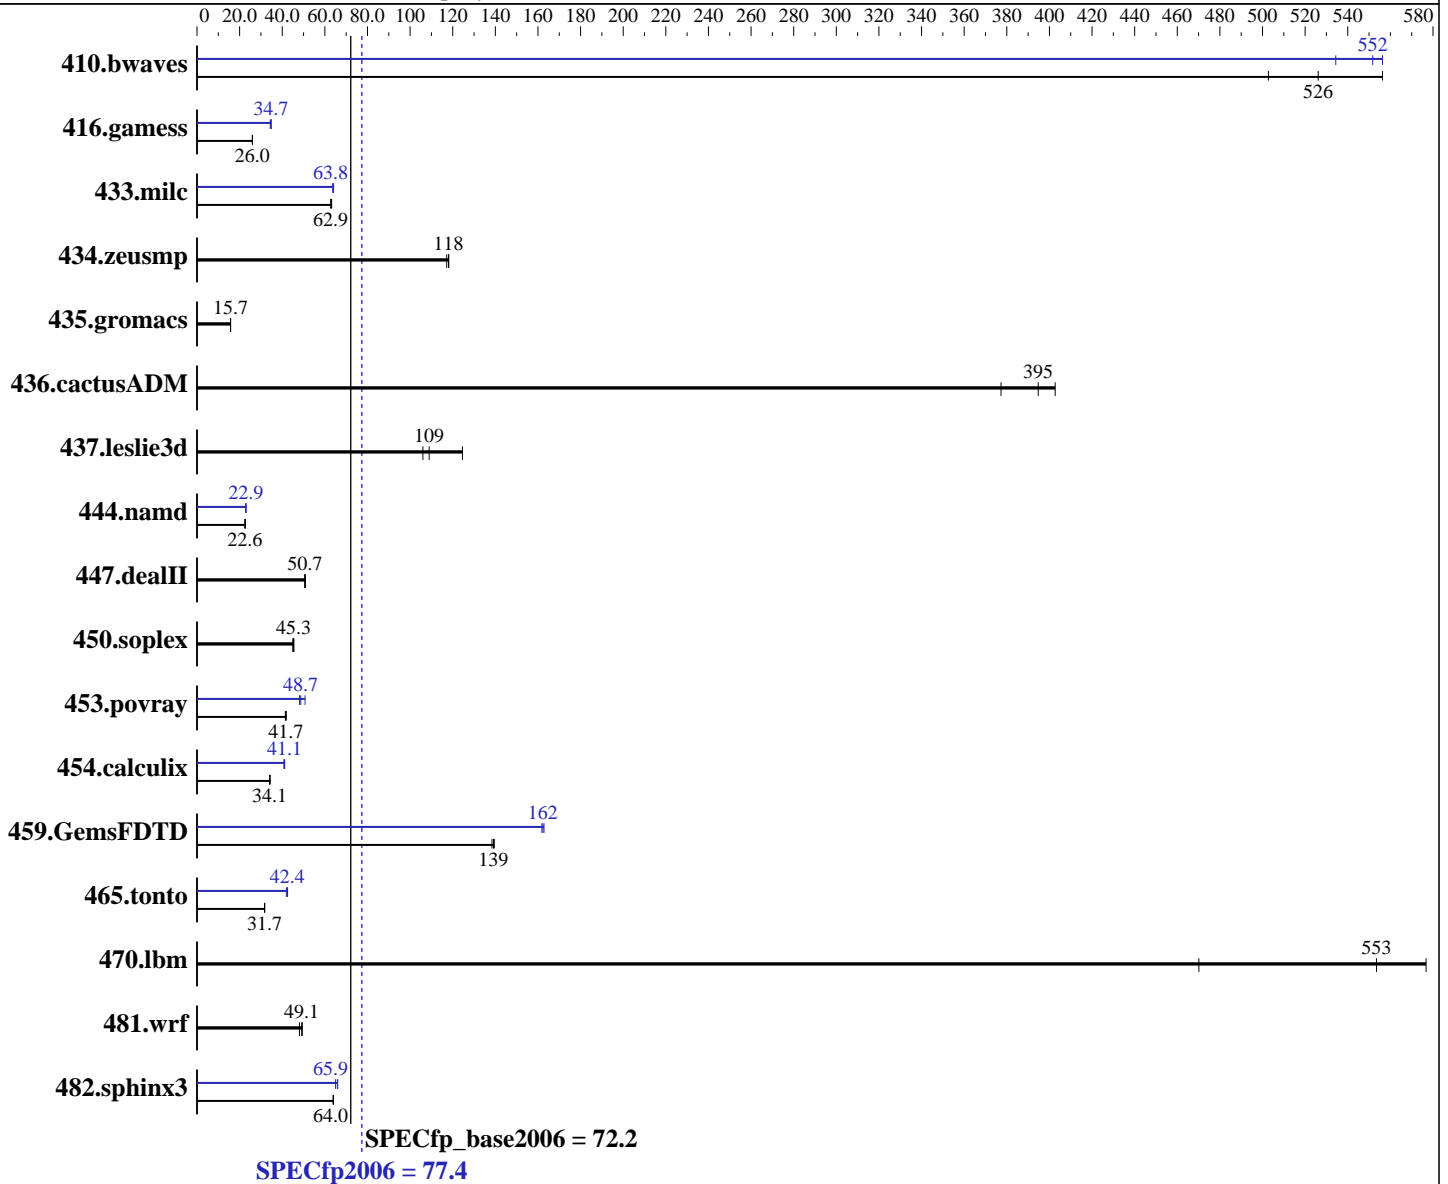 0 20.0 40.0 60.0 80.0 100 120 140 160 180 200 220 240 260 280 300 320 340 360 380 400 420 440 460 480 500 520 540 580
410.bwaves
552
526
416.gamess
34.7
26.0
433.milc
63.8
62.9
434.zeusmp
118
435.gromacs
15.7
436.cactusADM
395
437.leslie3d
109
444.namd
22.9
22.6
447.dealII
50.7
450.soplex
45.3
453.povray
48.7
41.7
454.calculix
41.1
34.1
459.GemsFDTD
162
139
465.tonto
42.4
31.7
470.lbm
553
481.wrf
49.1
482.sphinx3
65.9
64.0
SPECfp_base2006 = 72.2
SPECfp2006 = 77.4